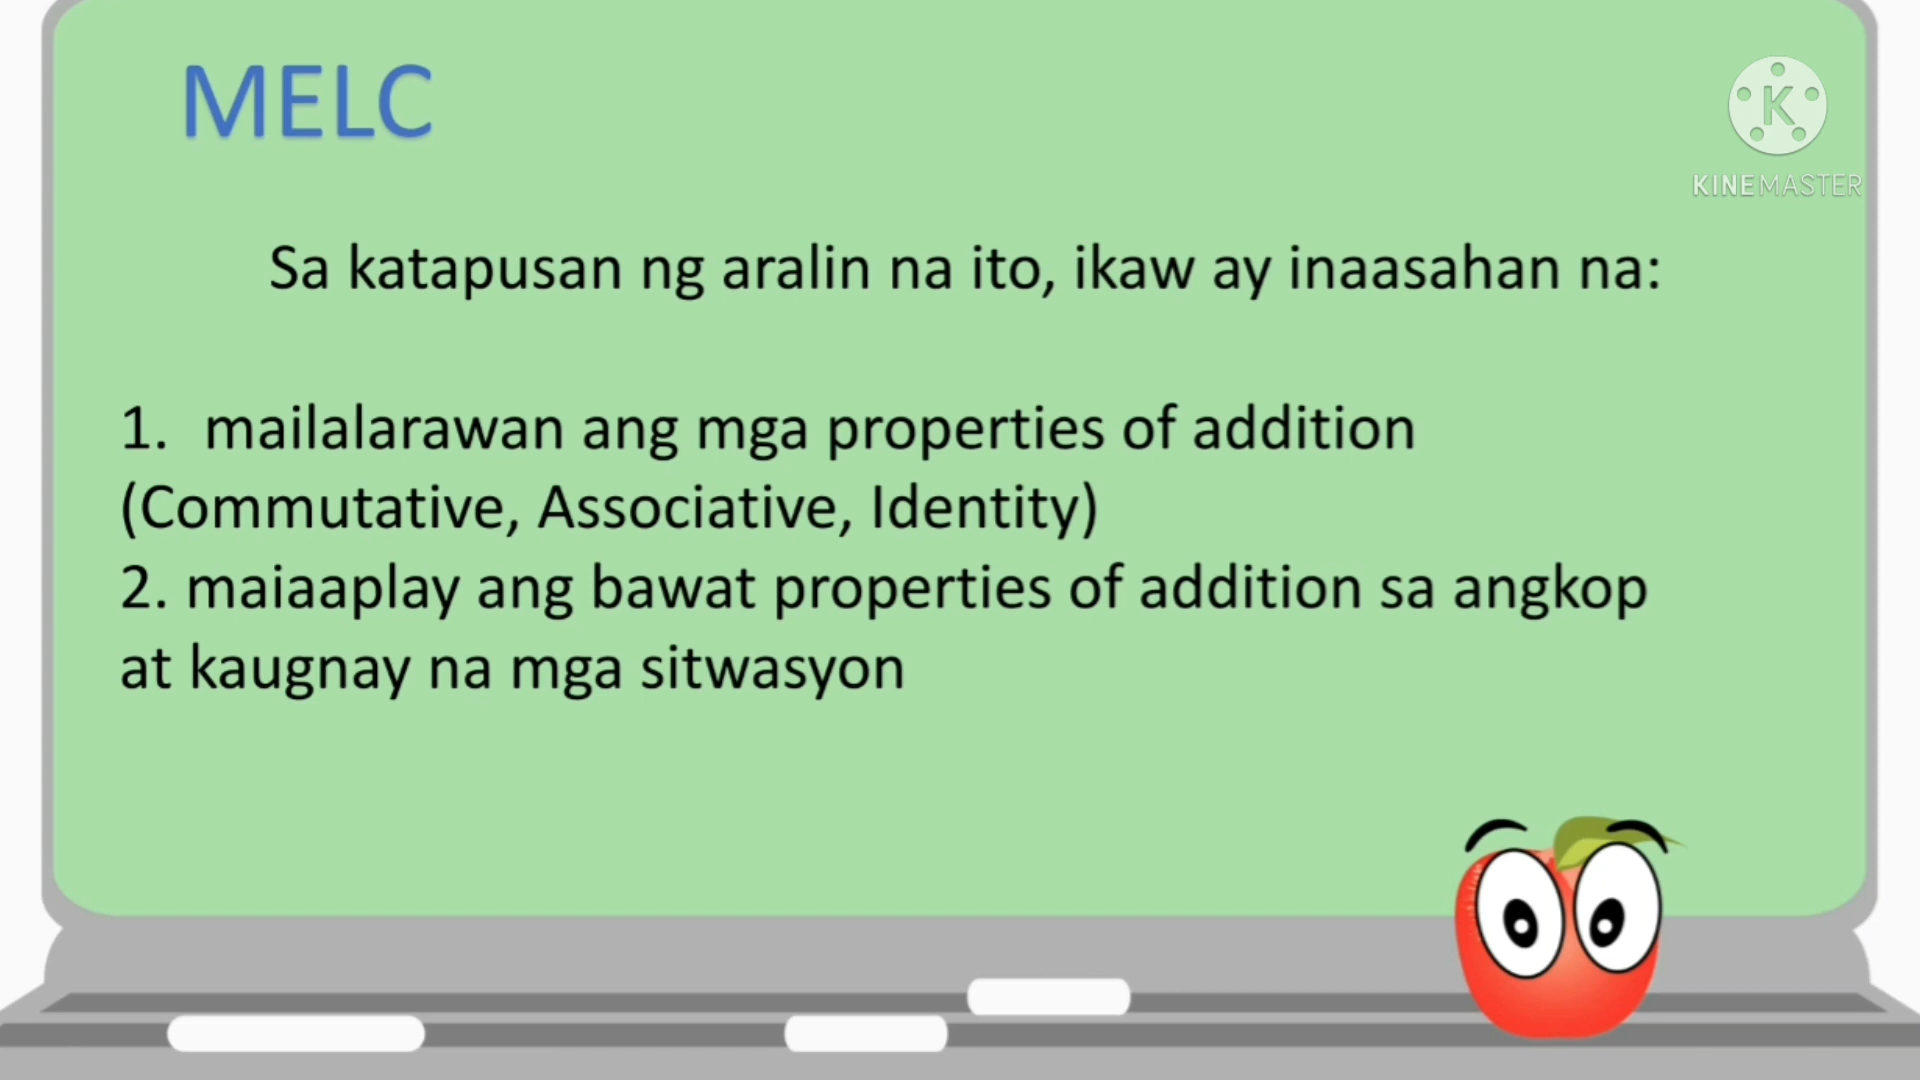 MELC
K
KINEMASTER
Sa katapusan ng aralin na ito, ikaw ay inaasahan na:
1. mailalarawan ang mga properties of addition
(Commutative, Associative, Identity)
2. maiaaplay ang bawat properties of addition sa angkop
at kaugnay na mga sitwasyon